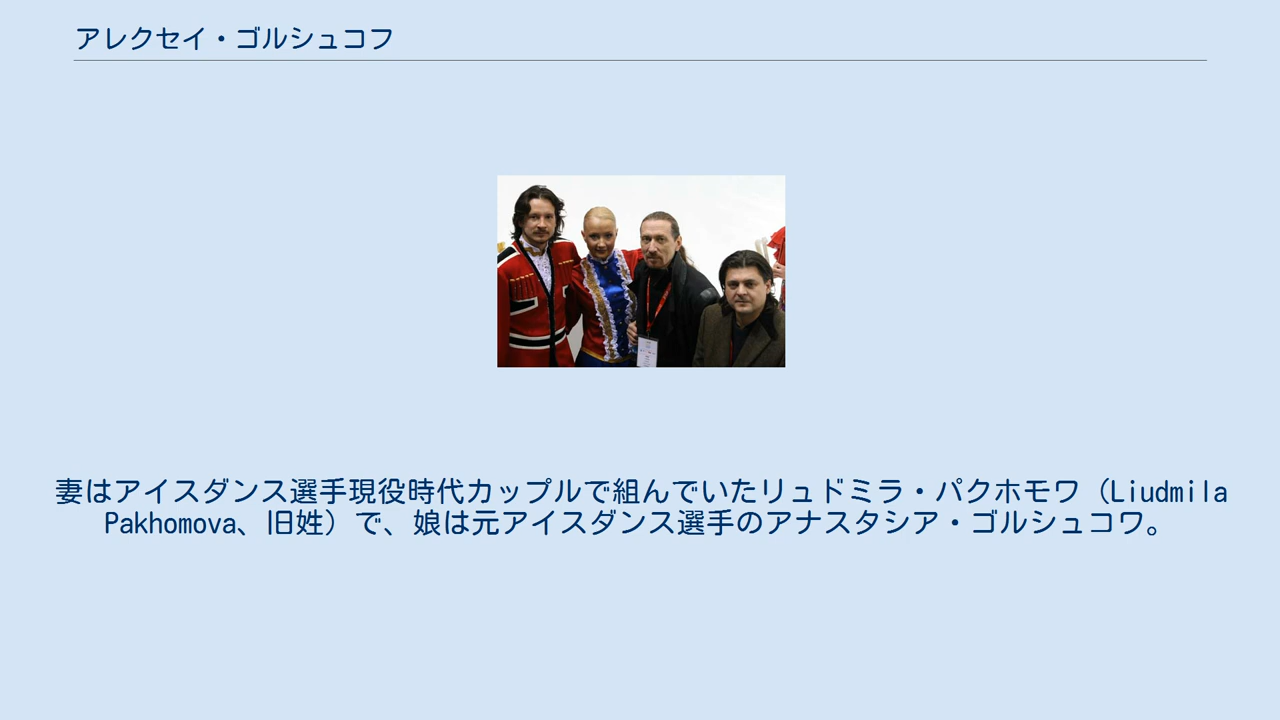 アレクセイ・ゴルシュコフ
妻はアイスダンス選手現役時代カップルで組んでいたリュドミラ・パクホモワ（Liudmila
Pakhomova、旧姓）で、娘は元アイスダンス選手のアナスタシア・ゴルシュコワ。